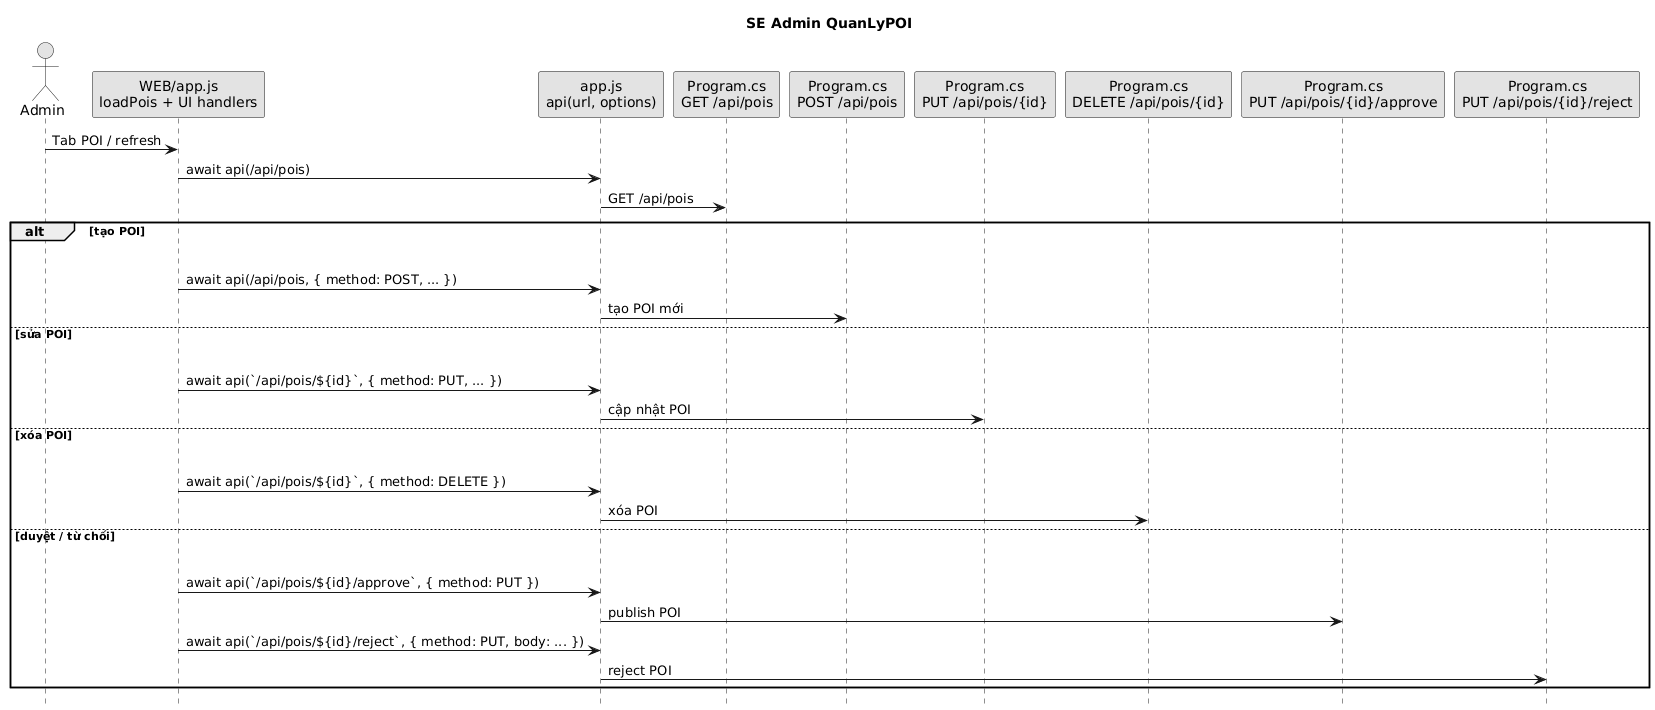 SE Admin QuanLyPOI
Admin
WEB/app.js
loadPois + UI handlers
app.js
api(url, options)
Program.cs
GET /api/pois
Program.cs
POST /api/pois
Program.cs
PUT /api/pois/{id}
Program.cs
DELETE /api/pois/{id}
Program.cs
PUT /api/pois/{id}/approve
Program.cs
PUT /api/pois/{id}/reject
Tab POI / refresh
await api(/api/pois)
GET /api/pois
alt [tạo POI]
await api(/api/pois, { method: POST, ... })
tạo POI mới
[sửa POI]
await api(`/api/pois/${id}`, { method: PUT, ... })
cập nhật POI
[xóa POI]
await api(`/api/pois/${id}`, { method: DELETE })
xóa POI
[duyệt / từ chối]
await api(`/api/pois/${id}/approve`, { method: PUT })
publish POI
await api(`/api/pois/${id}/reject`, { method: PUT, body: ... })
reject POI